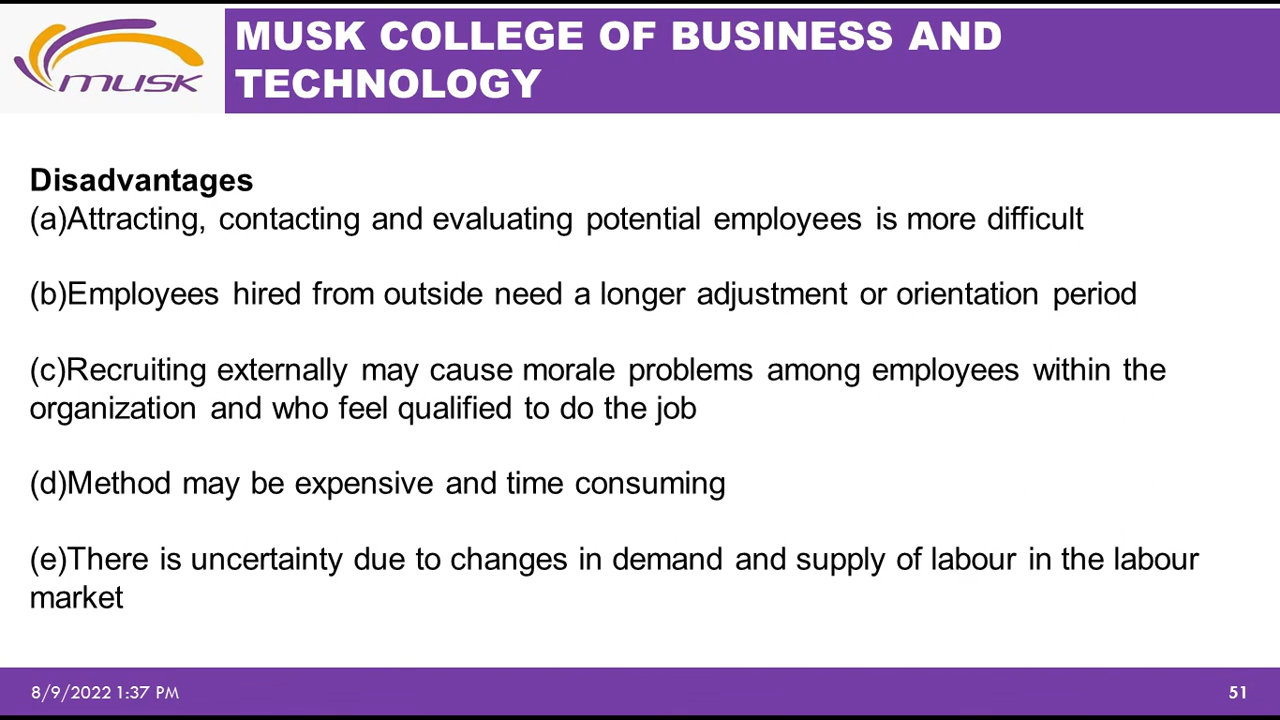 musk
MUSK COLLEGE OF BUSINESS AND
TECHNOLOGY
Disadvantages
(a)Attracting, contacting and evaluating potential employees is more difficult
(b)Employees hired from outside need a longer adjustment or orientation period
(c)Recruiting externally may cause morale problems among employees within the
organization and who feel qualified to do the job
(d)Method may be expensive and time consuming
(e)There is uncertainty due to changes in demand and supply of labour in the labour
market
8/9/2022 1:37 PM
51